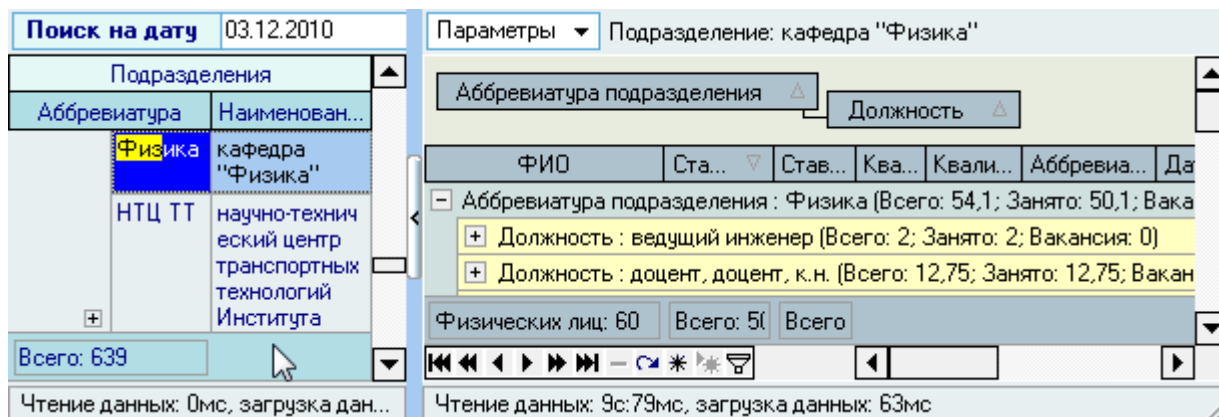 Поиск на дату 03.12.2010
Подразделения
Аббревиатура Наименован...
Физика кафедра "Физика"
НТЦ ТТ научно-технич
еский центр
транспортных
технологий
Института
Всего: 639
Чтение данных: 0мс, загрузка дан...
Параметры Подразделение: кафедра "Физика"
Аббревиатура подразделения
Должность
ФИО Ста... Став... Ква... Квали... Аббревиа... Да
Аббревиатура подразделения : Физика (Всего: 54,1; Занято: 50,1; Вака
Должность : ведущий инженер (Всего: 2; Занято: 2; Вакансия: 0)
Должность : доцент, доцент, к.н. (Всего: 12,75; Занято: 12,75; Вакан
Физических лиц: 60 Всего: 50 Всего
Чтение данных: 9с:79мс, загрузка данных: 63мс